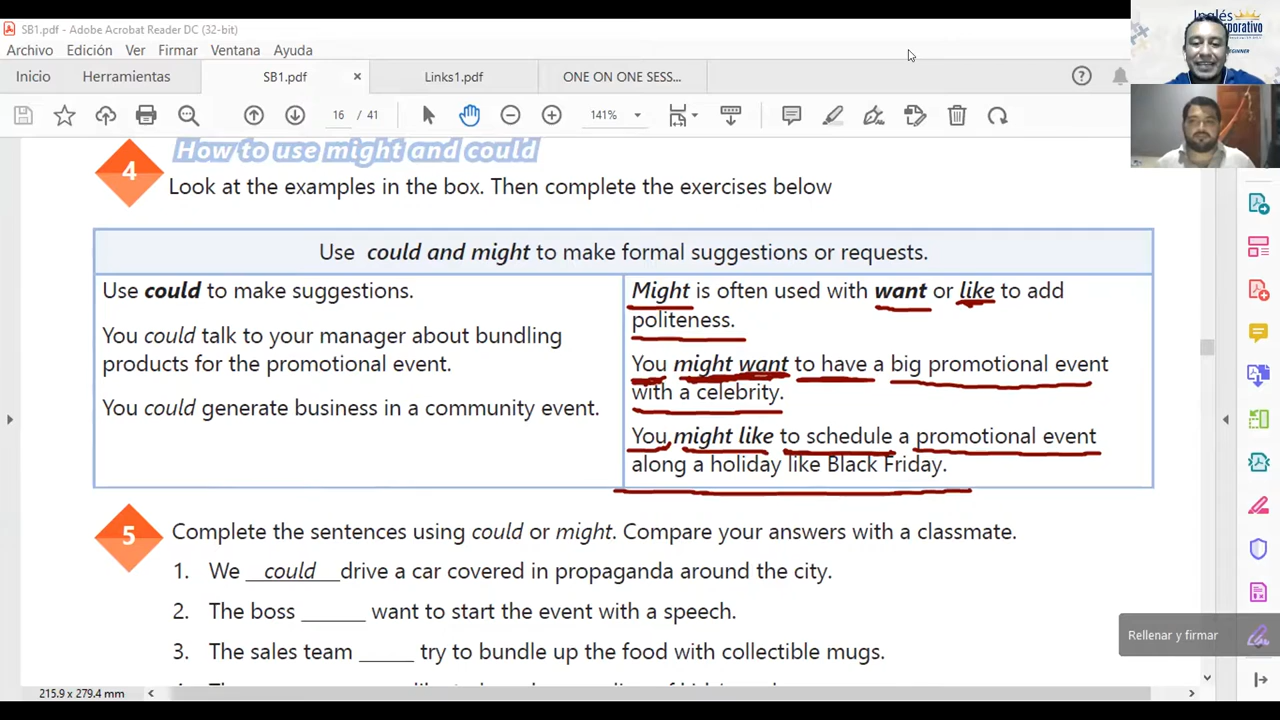 SB1.pdf - Adobe Acrobat Reader DC (32-bit)
Archivo Edición Ver Firmar Ventana Ayuda
Inicio Herramientas SB1.pdf × Links1.pdf ONE ON ONE SESS...
16 / 41 141%
Inglés
BEGINNER
4 How to use might and could
Look at the examples in the box. Then complete the exercises below
Use could and might to make formal suggestions or requests.
Use could to make suggestions.
You could talk to your manager about bundling
products for the promotional event.
You could generate business in a community event.
Might is often used with want or like to add
politeness.
You might want to have a big promotional event
with a celebrity.
You might like to schedule a promotional event
along a holiday like Black Friday.
5 Complete the sentences using could or might. Compare your answers with a classmate.
1. We __could__drive a car covered in propaganda around the city.
2. The boss ______ want to start the event with a speech.
3. The sales team _____ try to bundle up the food with collectible mugs.
Rellenar y firmar
215.9 x 279.4 mm